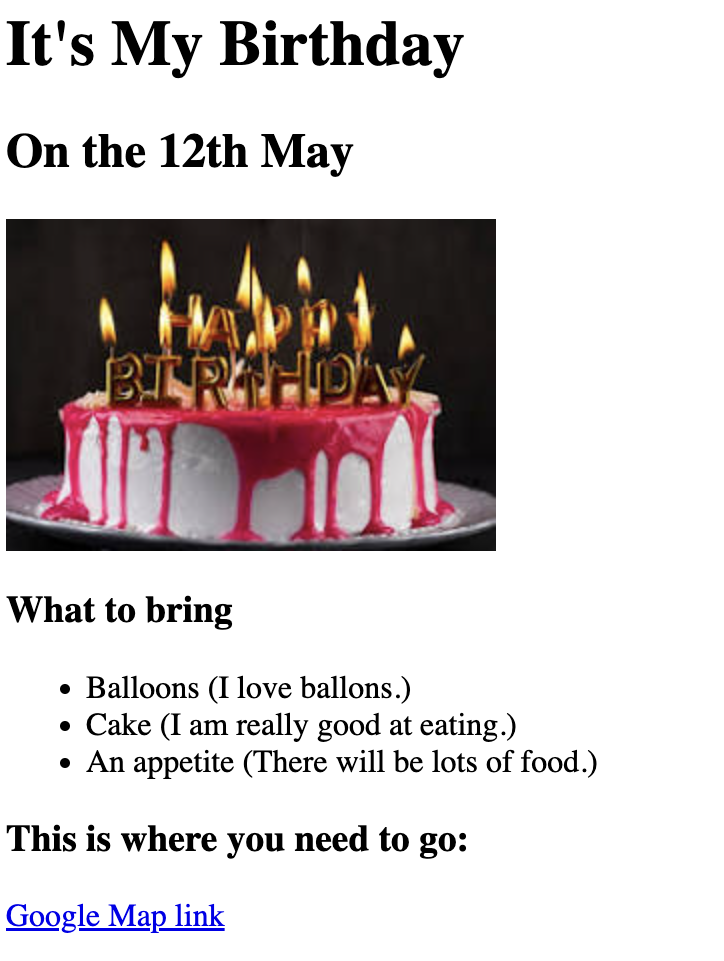 It's My Birthday
On the 12th May
HAPPY
BIRTHDAY
What to bring
Balloons (I love ballons.)
Cake (I am really good at eating.)
An appetite (There will be lots of food.)
This is where you need to go:
Google Map link